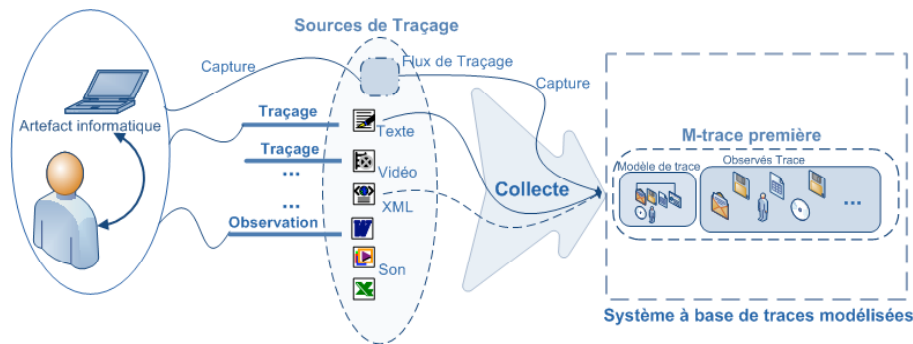 Sources de Traçage
Capture
Flux de Traçage
Capture
Artefact informatique
Traçage
Texte
Traçage
...
Vidéo
...
XML
Observation
Son
Collecte
M-trace première
Modèle de trace
Observés Trace
...
Système à base de traces modélisées